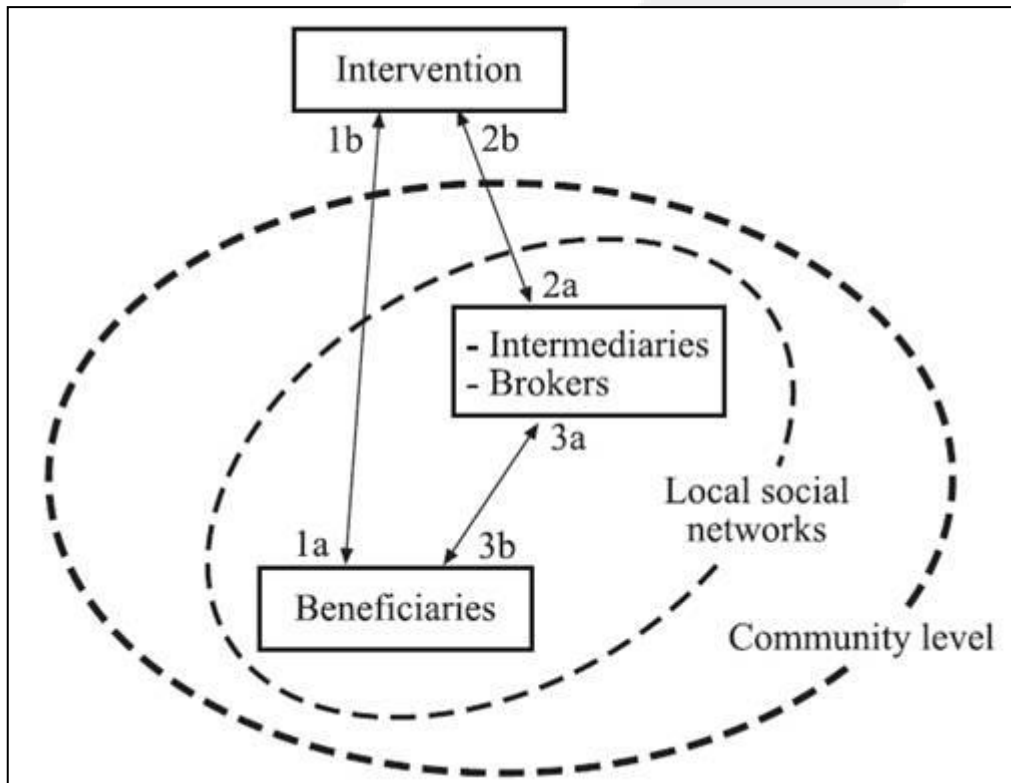 Intervention
1b
2b
2a
- Intermediaries
- Brokers
3a
Local social
networks
1a
3b
Beneficiaries
Community level